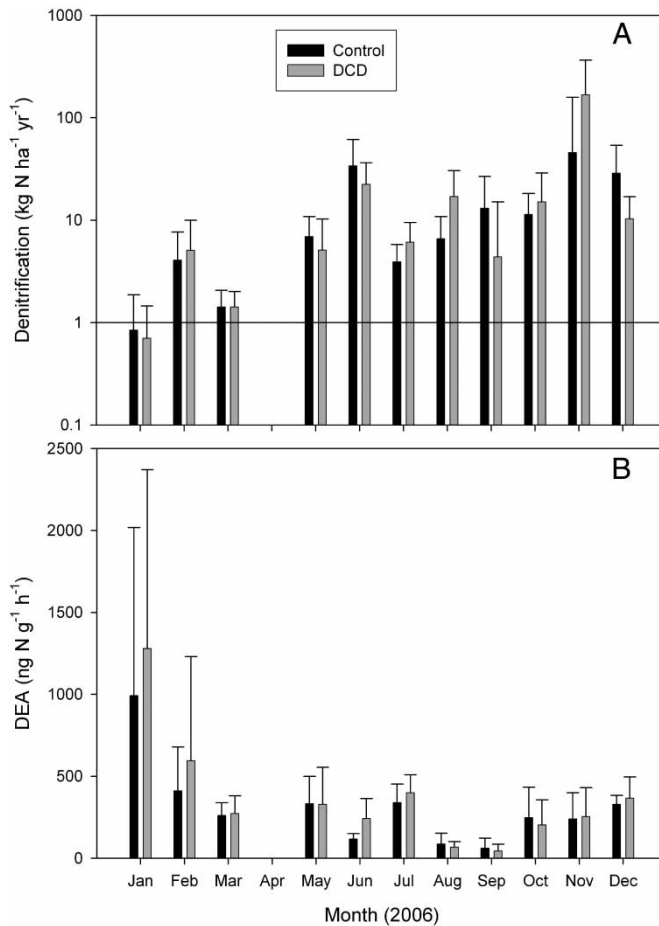 A
Control
DCD
1000
100
10
1
0.1
Denitrification (kg N ha⁻¹ yr⁻¹)
B
2500
2000
1500
1000
500
0
DEA (ng N g⁻¹ h⁻¹)
Jan Feb Mar Apr May Jun Jul Aug Sep Oct Nov Dec
Month (2006)